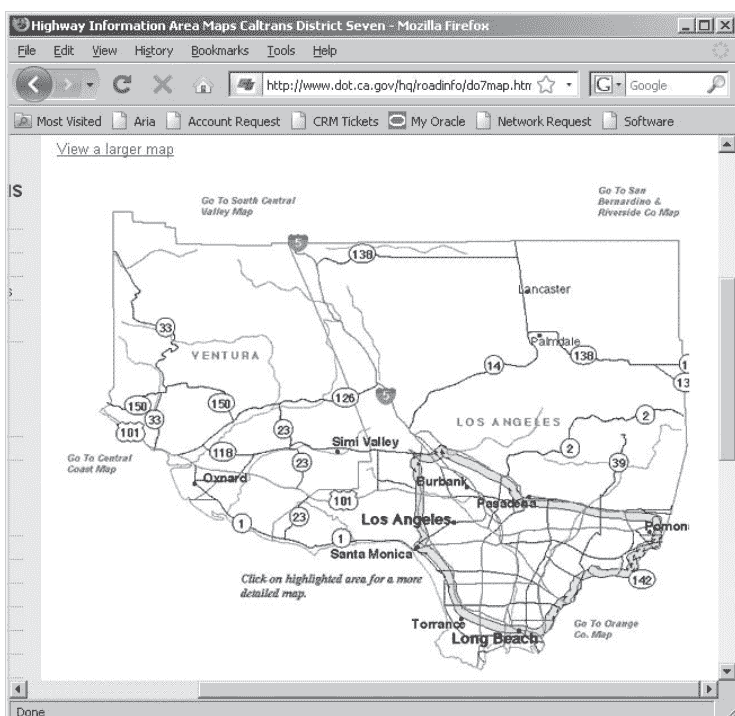 Highway Information Area Maps Caltrans District Seven - Mozilla Firefox
File Edit View History Bookmarks Tools Help
http://www.dot.ca.gov/hq/roadinfo/do7map.htm
G Google
Most Visited Aria Account Request CRM Tickets My Oracle Network Request Software
View a larger map
IS
Go To South Central
Valley Map
Go To San
Bernardino &
Riverside Co Map
5
138
Lancaster
33
Palmdale
VENTURA
138
14
13
5
126
150
150
33
101
LOS ANGELES
2
23
2
118
Simi Valley
Go To Central
Coast Map
23
39
Burbank
Oxnard
101
Pasadena
23
Los Angeles
1
Pomon
1
Santa Monica
142
Click on highlighted area for a more
detailed map.
Torrance
Go To Orange
Co. Map
Long Beach
Done